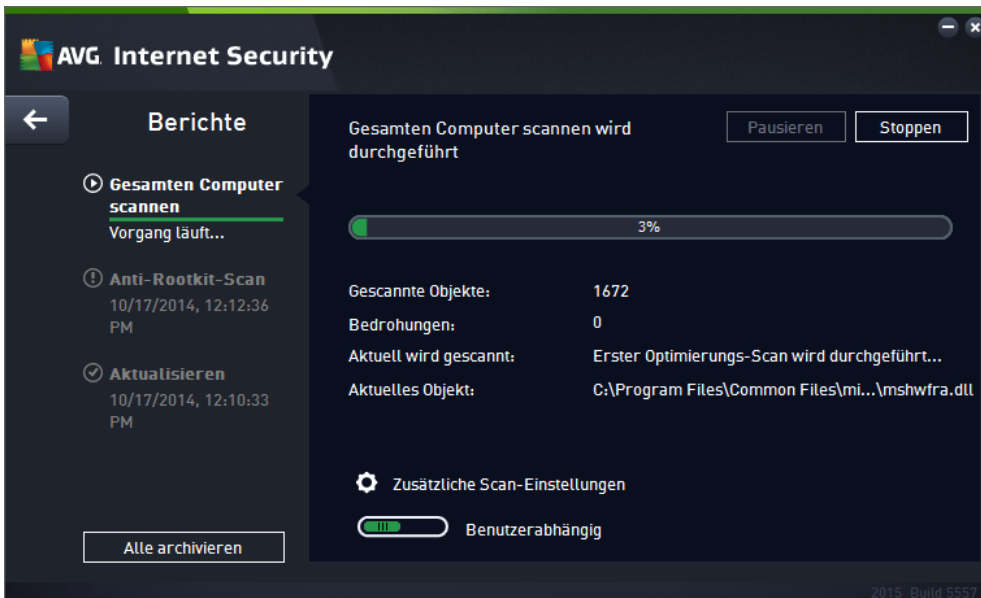 AVG. Internet Security
Berichte
Gesamten Computer
scannen
Vorgang läuft...
Anti-Rootkit-Scan
10/17/2014, 12:12:36
PM
Aktualisieren
10/17/2014, 12:10:33
PM
Alle archivieren
Gesamten Computer scannen wird
durchgeführt
Pausieren
Stoppen
3%
Gescannte Objekte: 1672
Bedrohungen: 0
Aktuell wird gescannt: Erster Optimierungs-Scan wird durchgeführt...
Aktuelles Objekt: C:\Program Files\Common Files\mi...\mshwfra.dll
Zusätzliche Scan-Einstellungen
Benutzerabhängig
2015 Build 5557